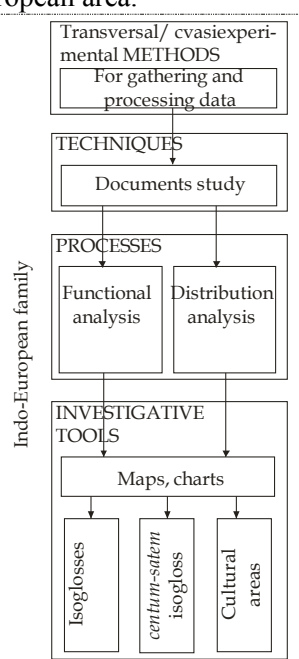 ropean area.
Transversal/ cvasiexperi-
mental METHODS
For gathering and
processing data
TECHNIQUES
Documents study
PROCESSES
Functional
analysis
Distribution
analysis
Indo-European family
INVESTIGATIVE
TOOLS
Maps, charts
Isoglosses
centum-satem
isogloss
Cultural
areas